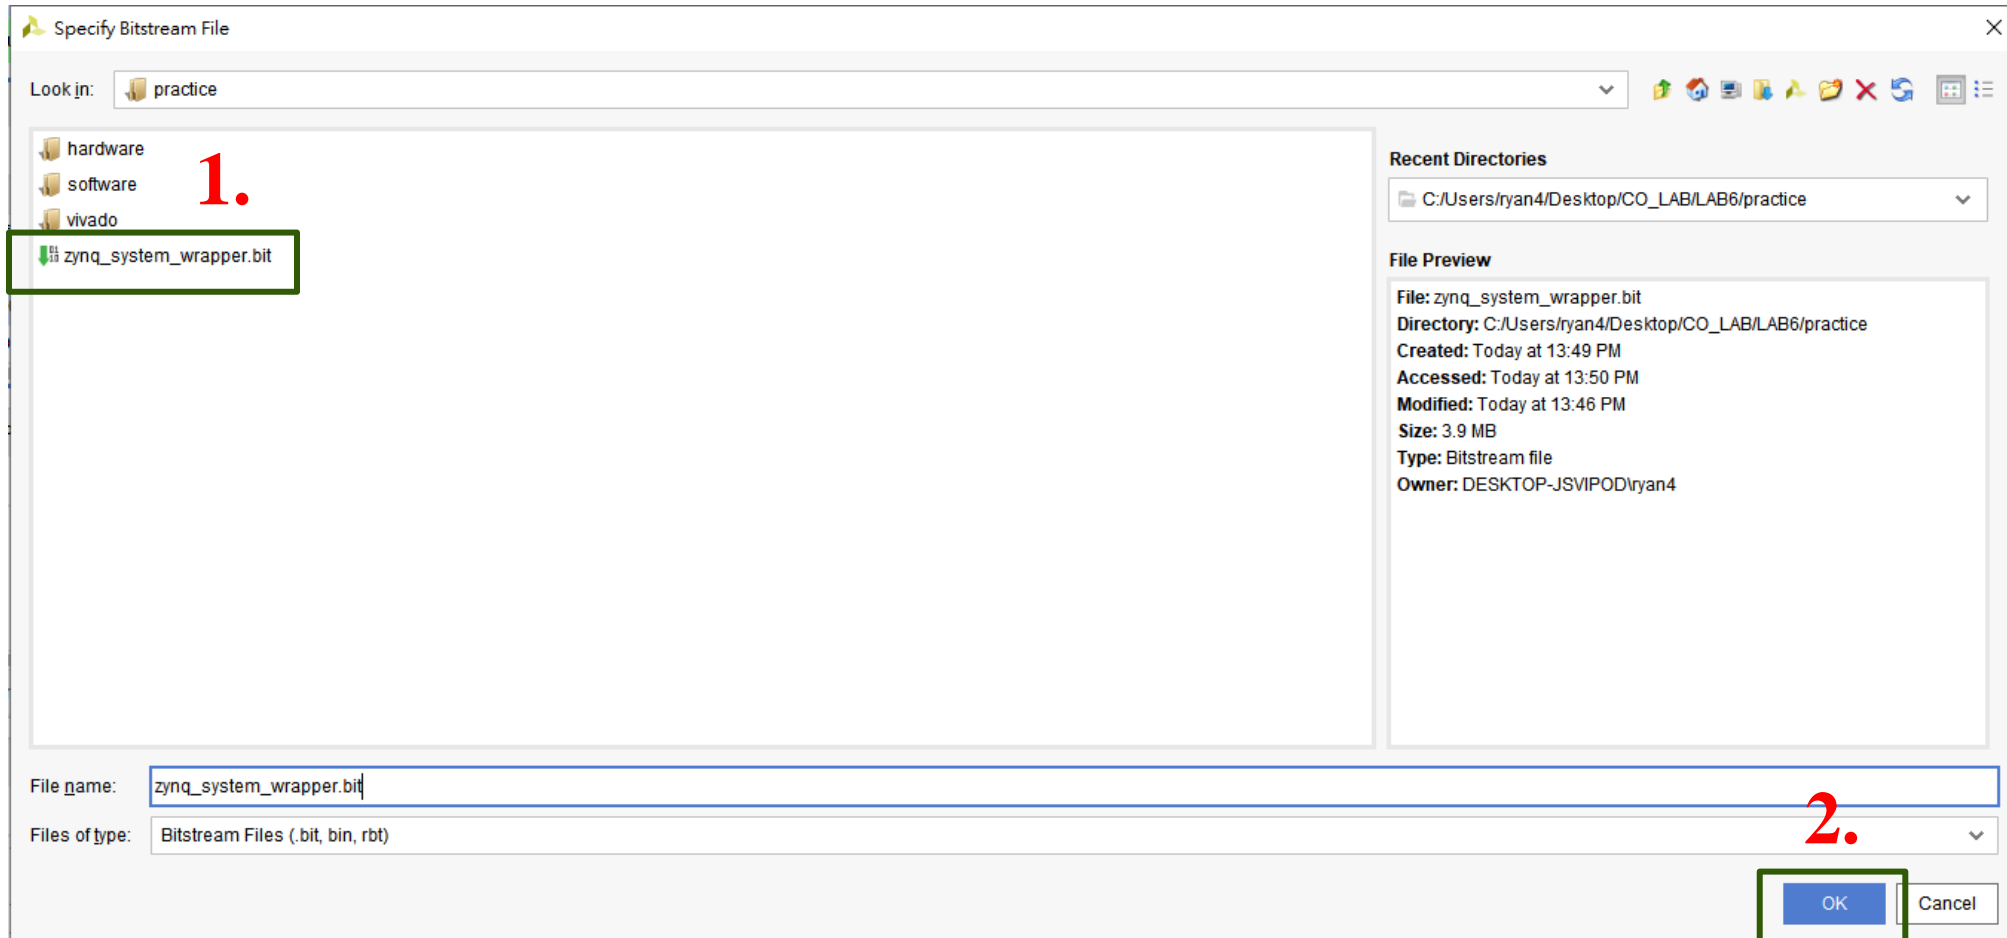 Specify Bitstream File
Look in: practice
hardware
1.
software
vivado
zynq_system_wrapper.bit
Recent Directories
C:/Users/ryan4/Desktop/CO_LAB/LAB6/practice
File Preview
File: zynq_system_wrapper.bit
Directory: C:/Users/ryan4/Desktop/CO_LAB/LAB6/practice
Created: Today at 13:49 PM
Accessed: Today at 13:50 PM
Modified: Today at 13:46 PM
Size: 3.9 MB
Type: Bitstream file
Owner: DESKTOP-JSVIPOD\ryan4
File name: zynq_system_wrapper.bit
Files of type: Bitstream Files (.bit, bin, rbt)
2.
OK Cancel